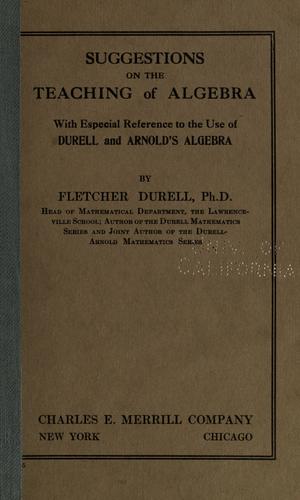 SUGGESTIONS
ON THE
TEACHING of ALGEBRA
With Especial Reference to the Use of
DURELL and ARNOLD'S ALGEBRA
BY
FLETCHER DURELL, Ph.D.
HEAD OF MATHEMATICAL DEPARTMENT, THE LAWRENCE-
VILLE SCHOOL; AUTHOR OF THE DURELL MATHEMATICS
SERIES AND JOINT AUTHOR OF THE DURELL-
ARNOLD MATHEMATICS SERIES
UNIV. OF
CALIFORNIA
CHARLES E. MERRILL COMPANY
NEW YORK CHICAGO